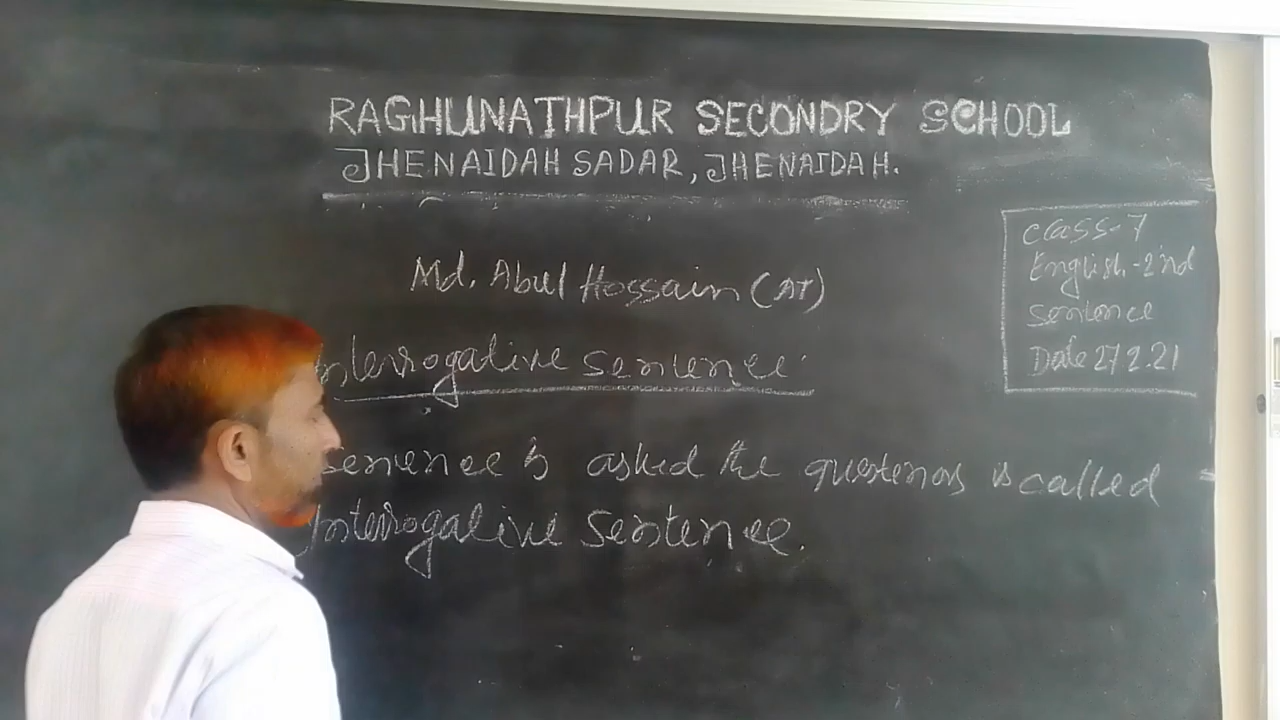 RAGHUNATHPUR SECONDRY SCHOOL
JHENAIDAH SADAR, JHENAIDAH.
Class-7
English-2nd
Sentence
Date 27 2.21
Md. Abul Hossain (AT)
Interrogative Sentence
Sentence is asked the questions is called
Interrogative Sentence.